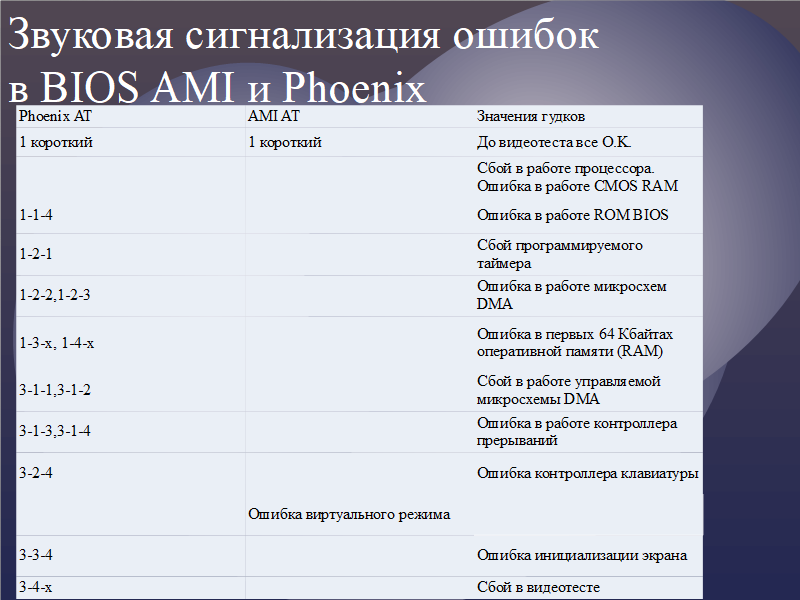 Звуковая сигнализация ошибок
в BIOS AMI и Phoenix
Phoenix AT AMI AT Значения гудков
1 короткий 1 короткий До видеотеста все O.K.
Сбой в работе процессора.
Ошибка в работе CMOS RAM
1-1-4 Ошибка в работе ROM BIOS
1-2-1 Сбой программируемого
таймера
1-2-2,1-2-3 Ошибка в работе микросхем
DMA
1-3-x, 1-4-x Ошибка в первых 64 Кбайтах
оперативной памяти (RAM)
3-1-1,3-1-2 Сбой в работе управляемой
микросхемы DMA
3-1-3,3-1-4 Ошибка в работе контроллера
прерываний
3-2-4 Ошибка контроллера клавиатуры
Ошибка виртуального режима
3-3-4 Ошибка инициализации экрана
3-4-x Сбой в видеотесте